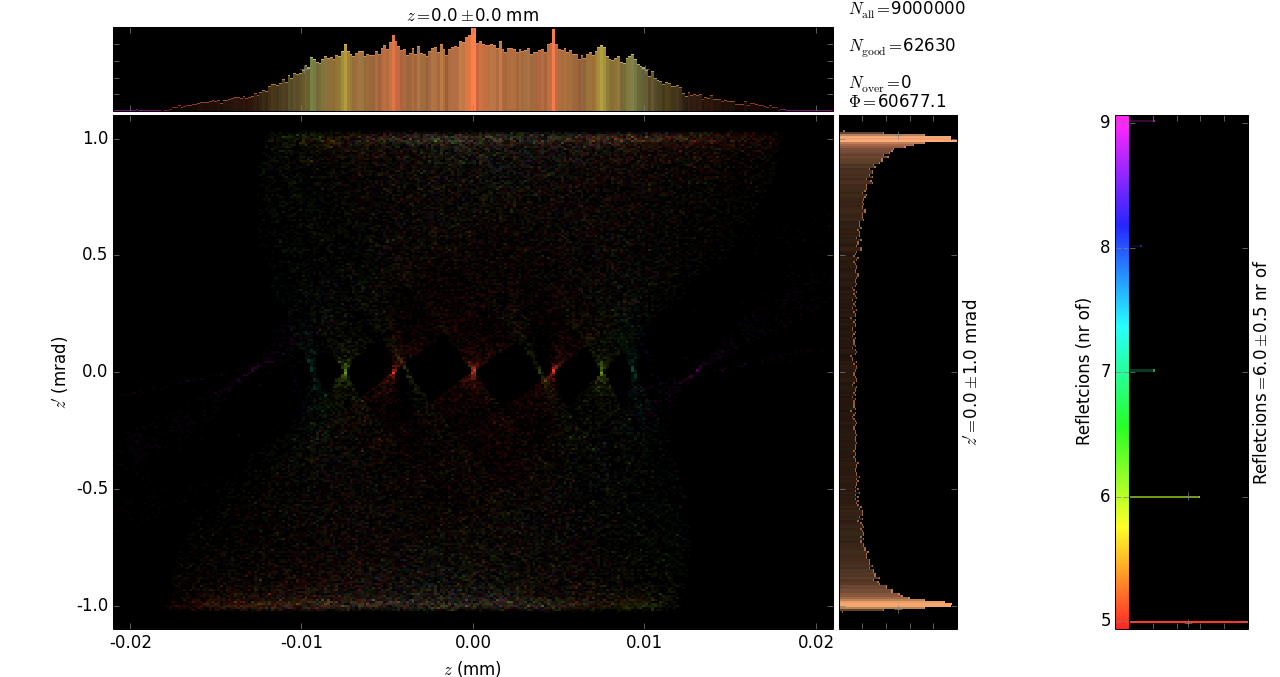 z=0.0±0.0 mm
N_all=9000000
N_good=62630
N_over=0
Φ=60677.1
1.0
0.5
0.0
-0.5
-1.0
z′ (mrad)
-0.02
-0.01
0.00
0.01
0.02
z (mm)
z′=0.0±1.0 mrad
9
8
7
6
5
Refletcions (nr of)
Refletcions=6.0±0.5 nr of